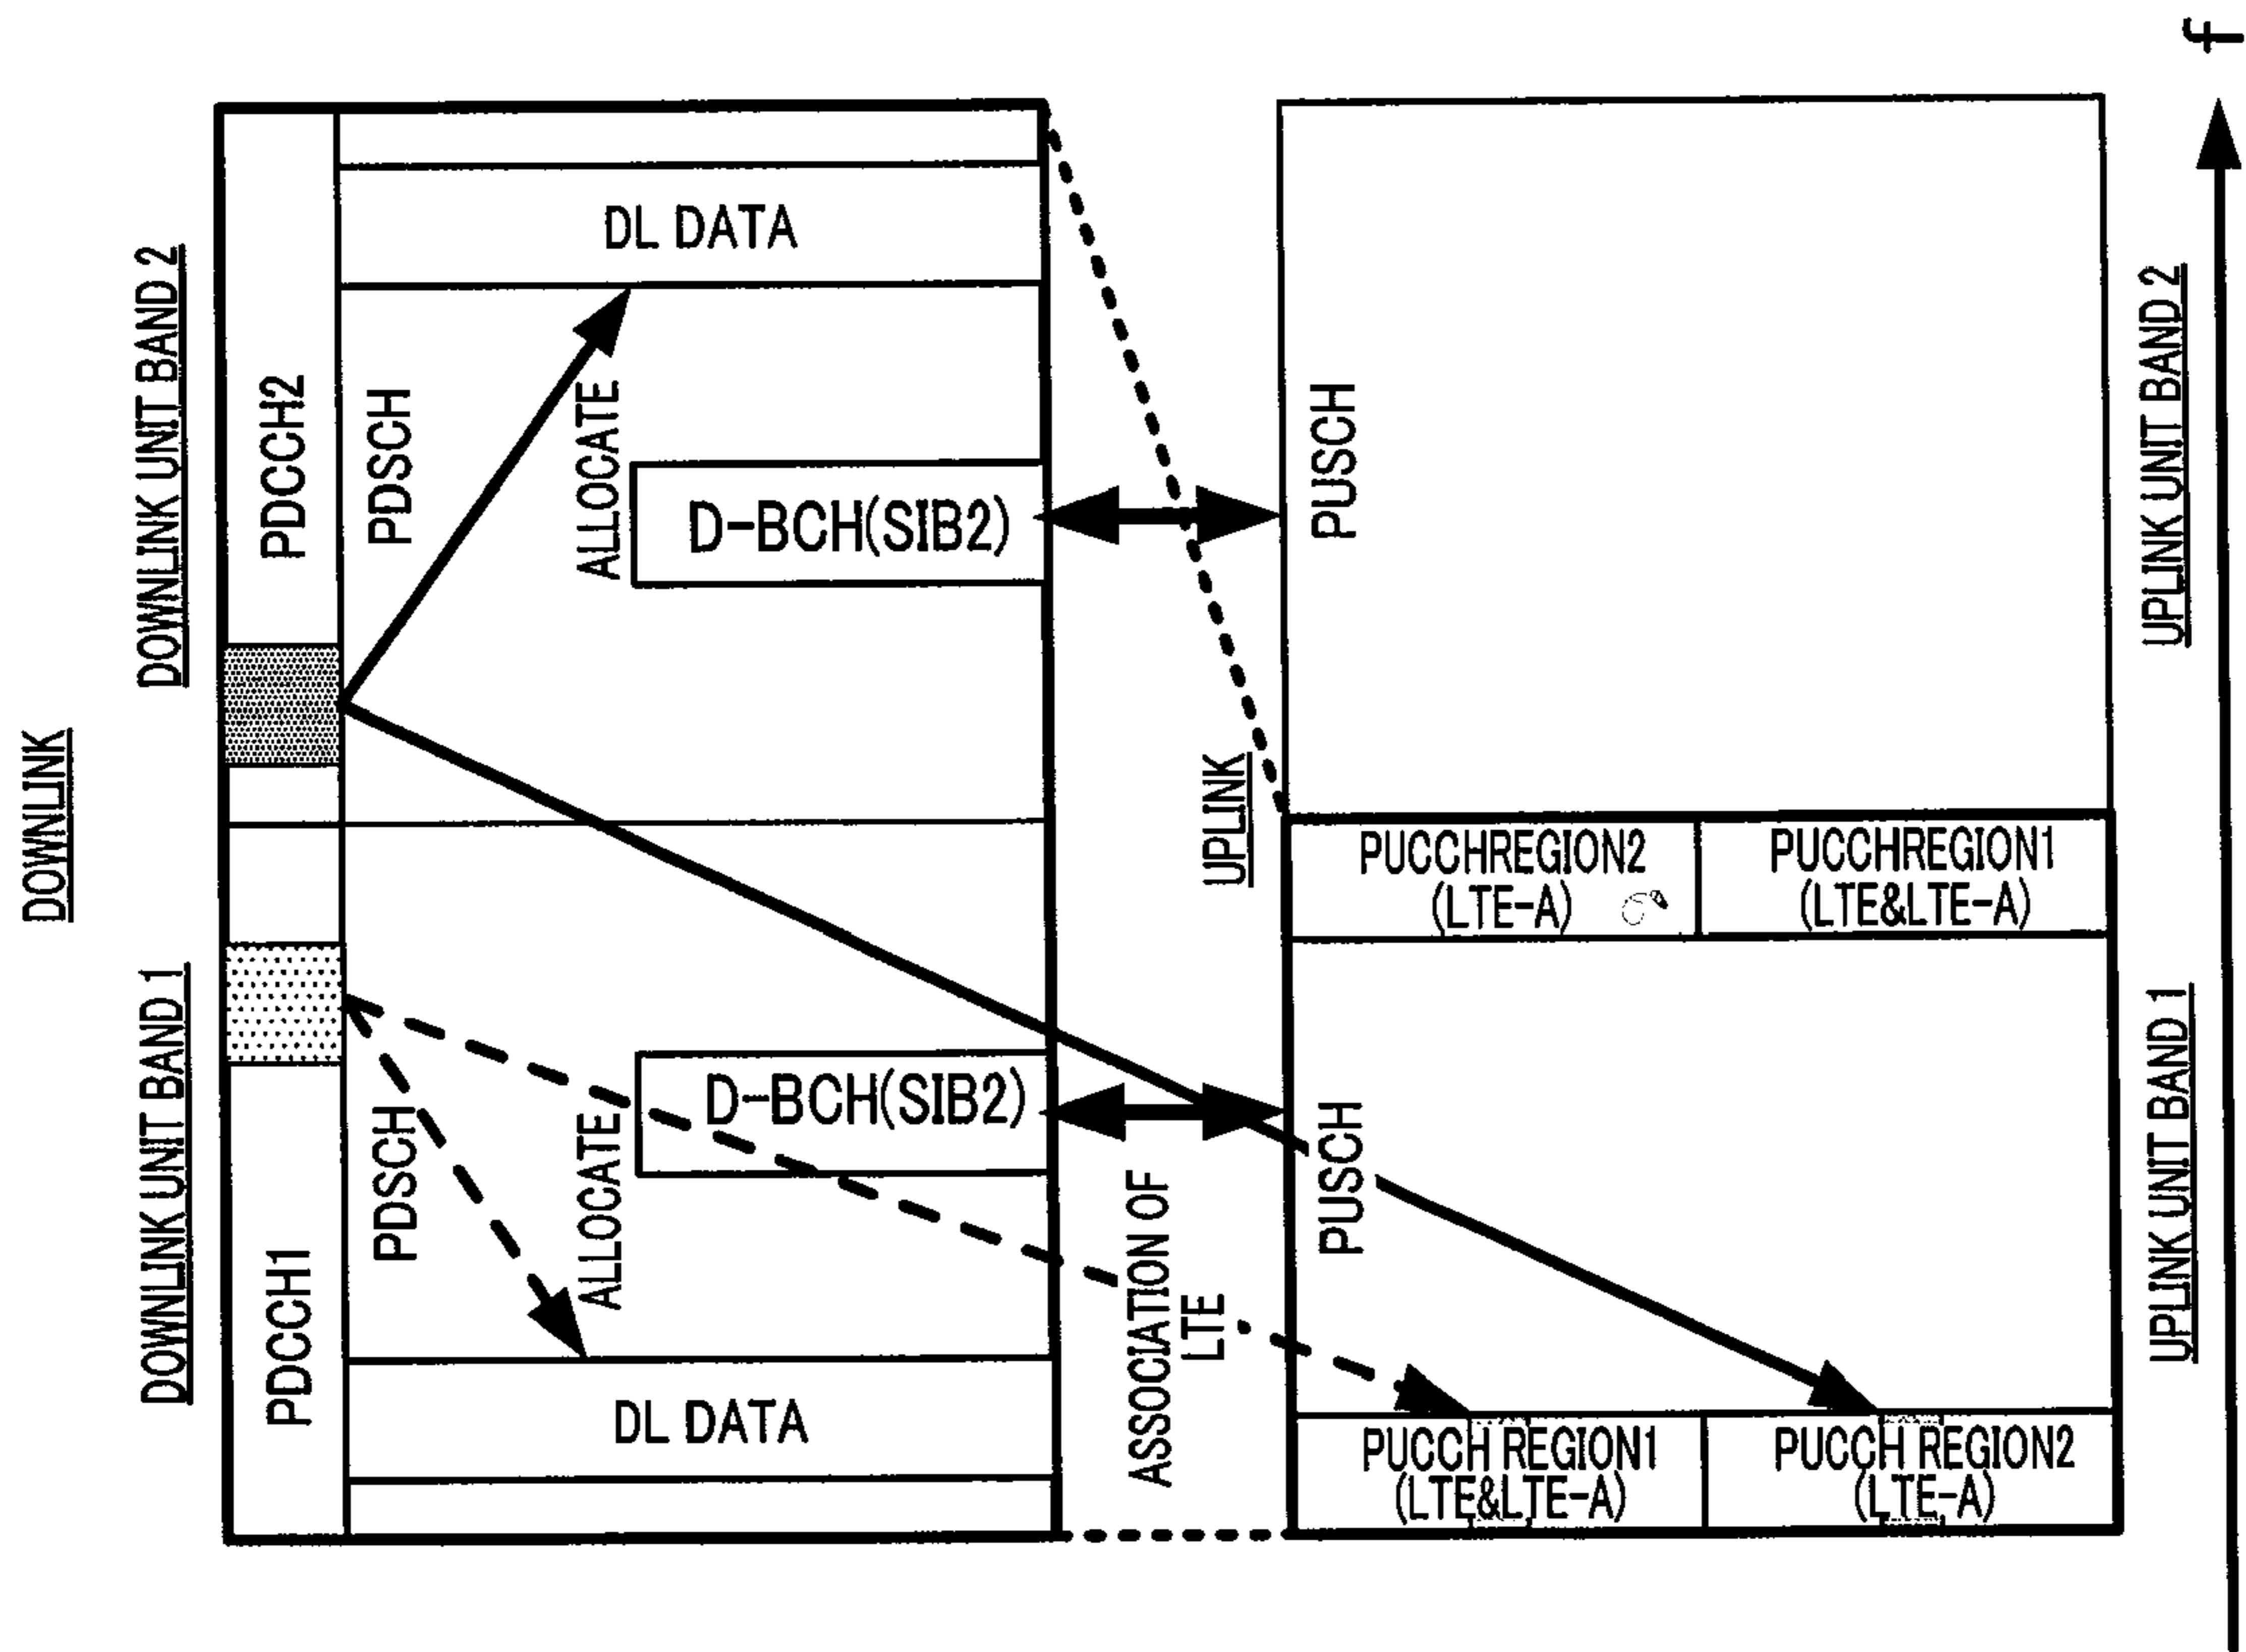 DOWNLINK
DOWNLINK UNIT BAND 1
DOWNLINK UNIT BAND 2
PDCCH1
PDCCH2
PDSCH
PDSCH
ALLOCATE
ALLOCATE
DL DATA
D-BCH(SIB2)
D-BCH(SIB2)
DL DATA
ASSOCIATION OF
LTE
UPLINK
PUSCH
PUSCH
PUCCH REGION1
(LTE&LTE-A)
PUCCHREGION2
(LTE-A)
PUCCH REGION2
(LTE-A)
PUCCHREGION1
(LTE&LTE-A)
UPLINK UNIT BAND 1
UPLINK UNIT BAND 2
f